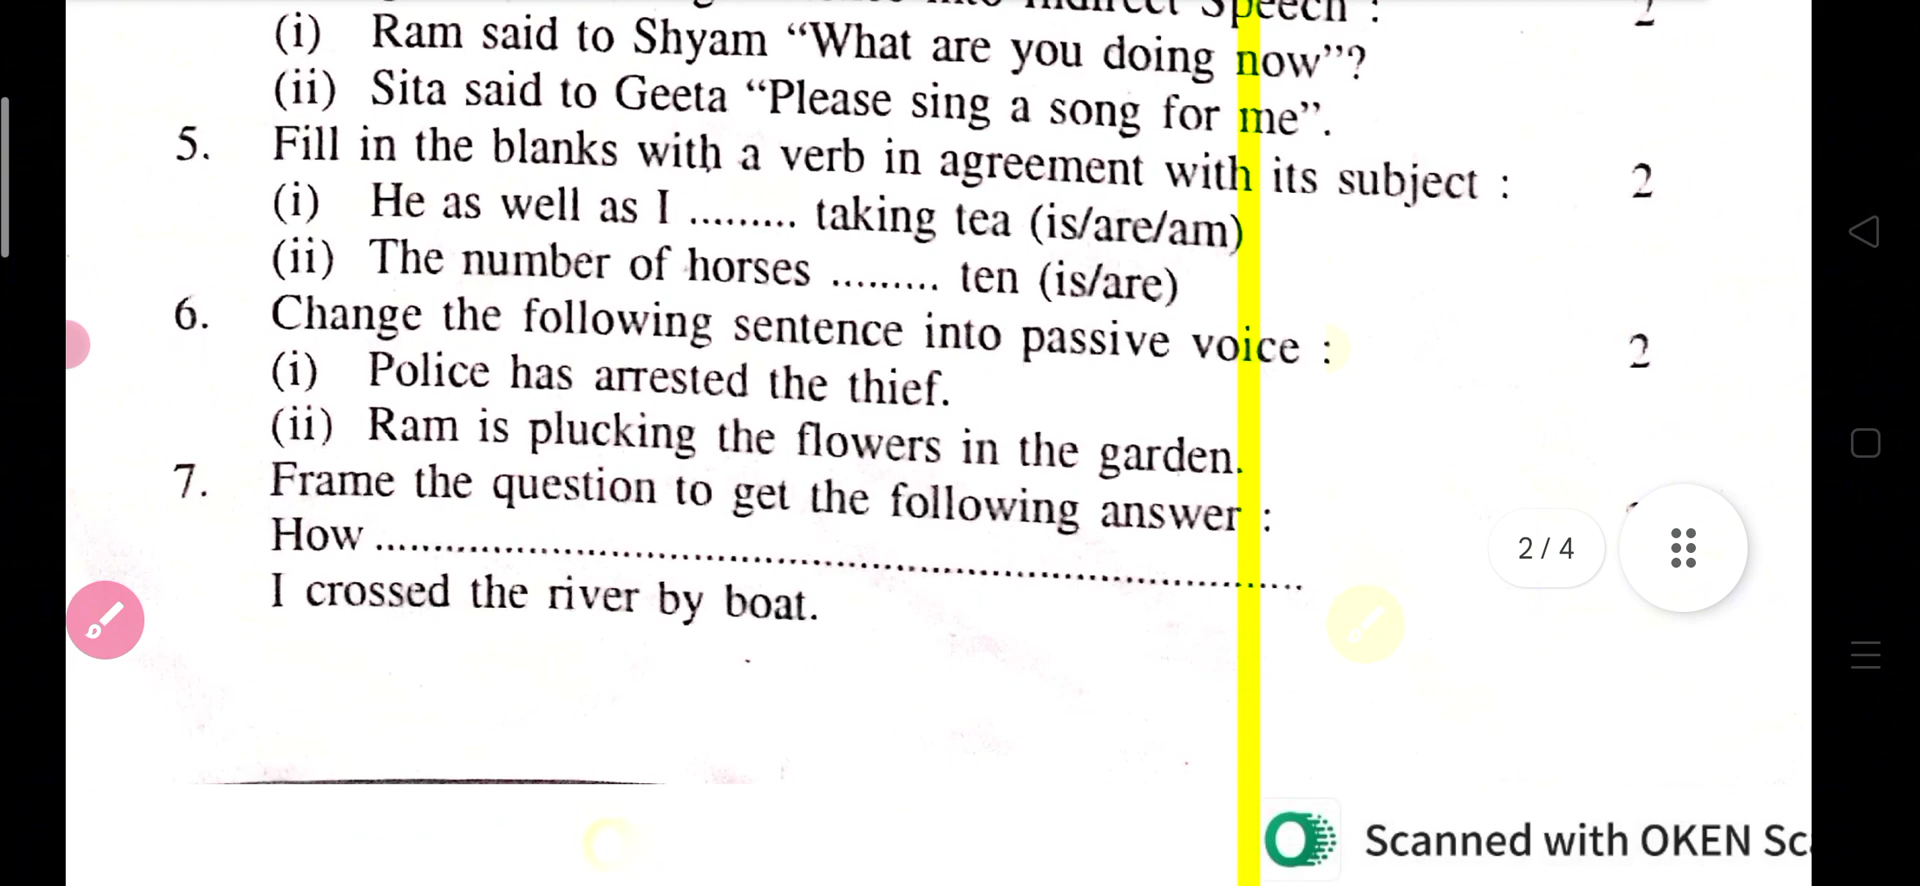 Indirect Speech : 2
(i) Ram said to Shyam “What are you doing now”?
(ii) Sita said to Geeta “Please sing a song for me”.
5. Fill in the blanks with a verb in agreement with its subject : 2
(i) He as well as I ......... taking tea (is/are/am)
(ii) The number of horses ......... ten (is/are)
6. Change the following sentence into passive voice : 2
(i) Police has arrested the thief.
(ii) Ram is plucking the flowers in the garden.
7. Frame the question to get the following answer :
How ................................................................................
I crossed the river by boat.
2 / 4
Scanned with OKEN Sc